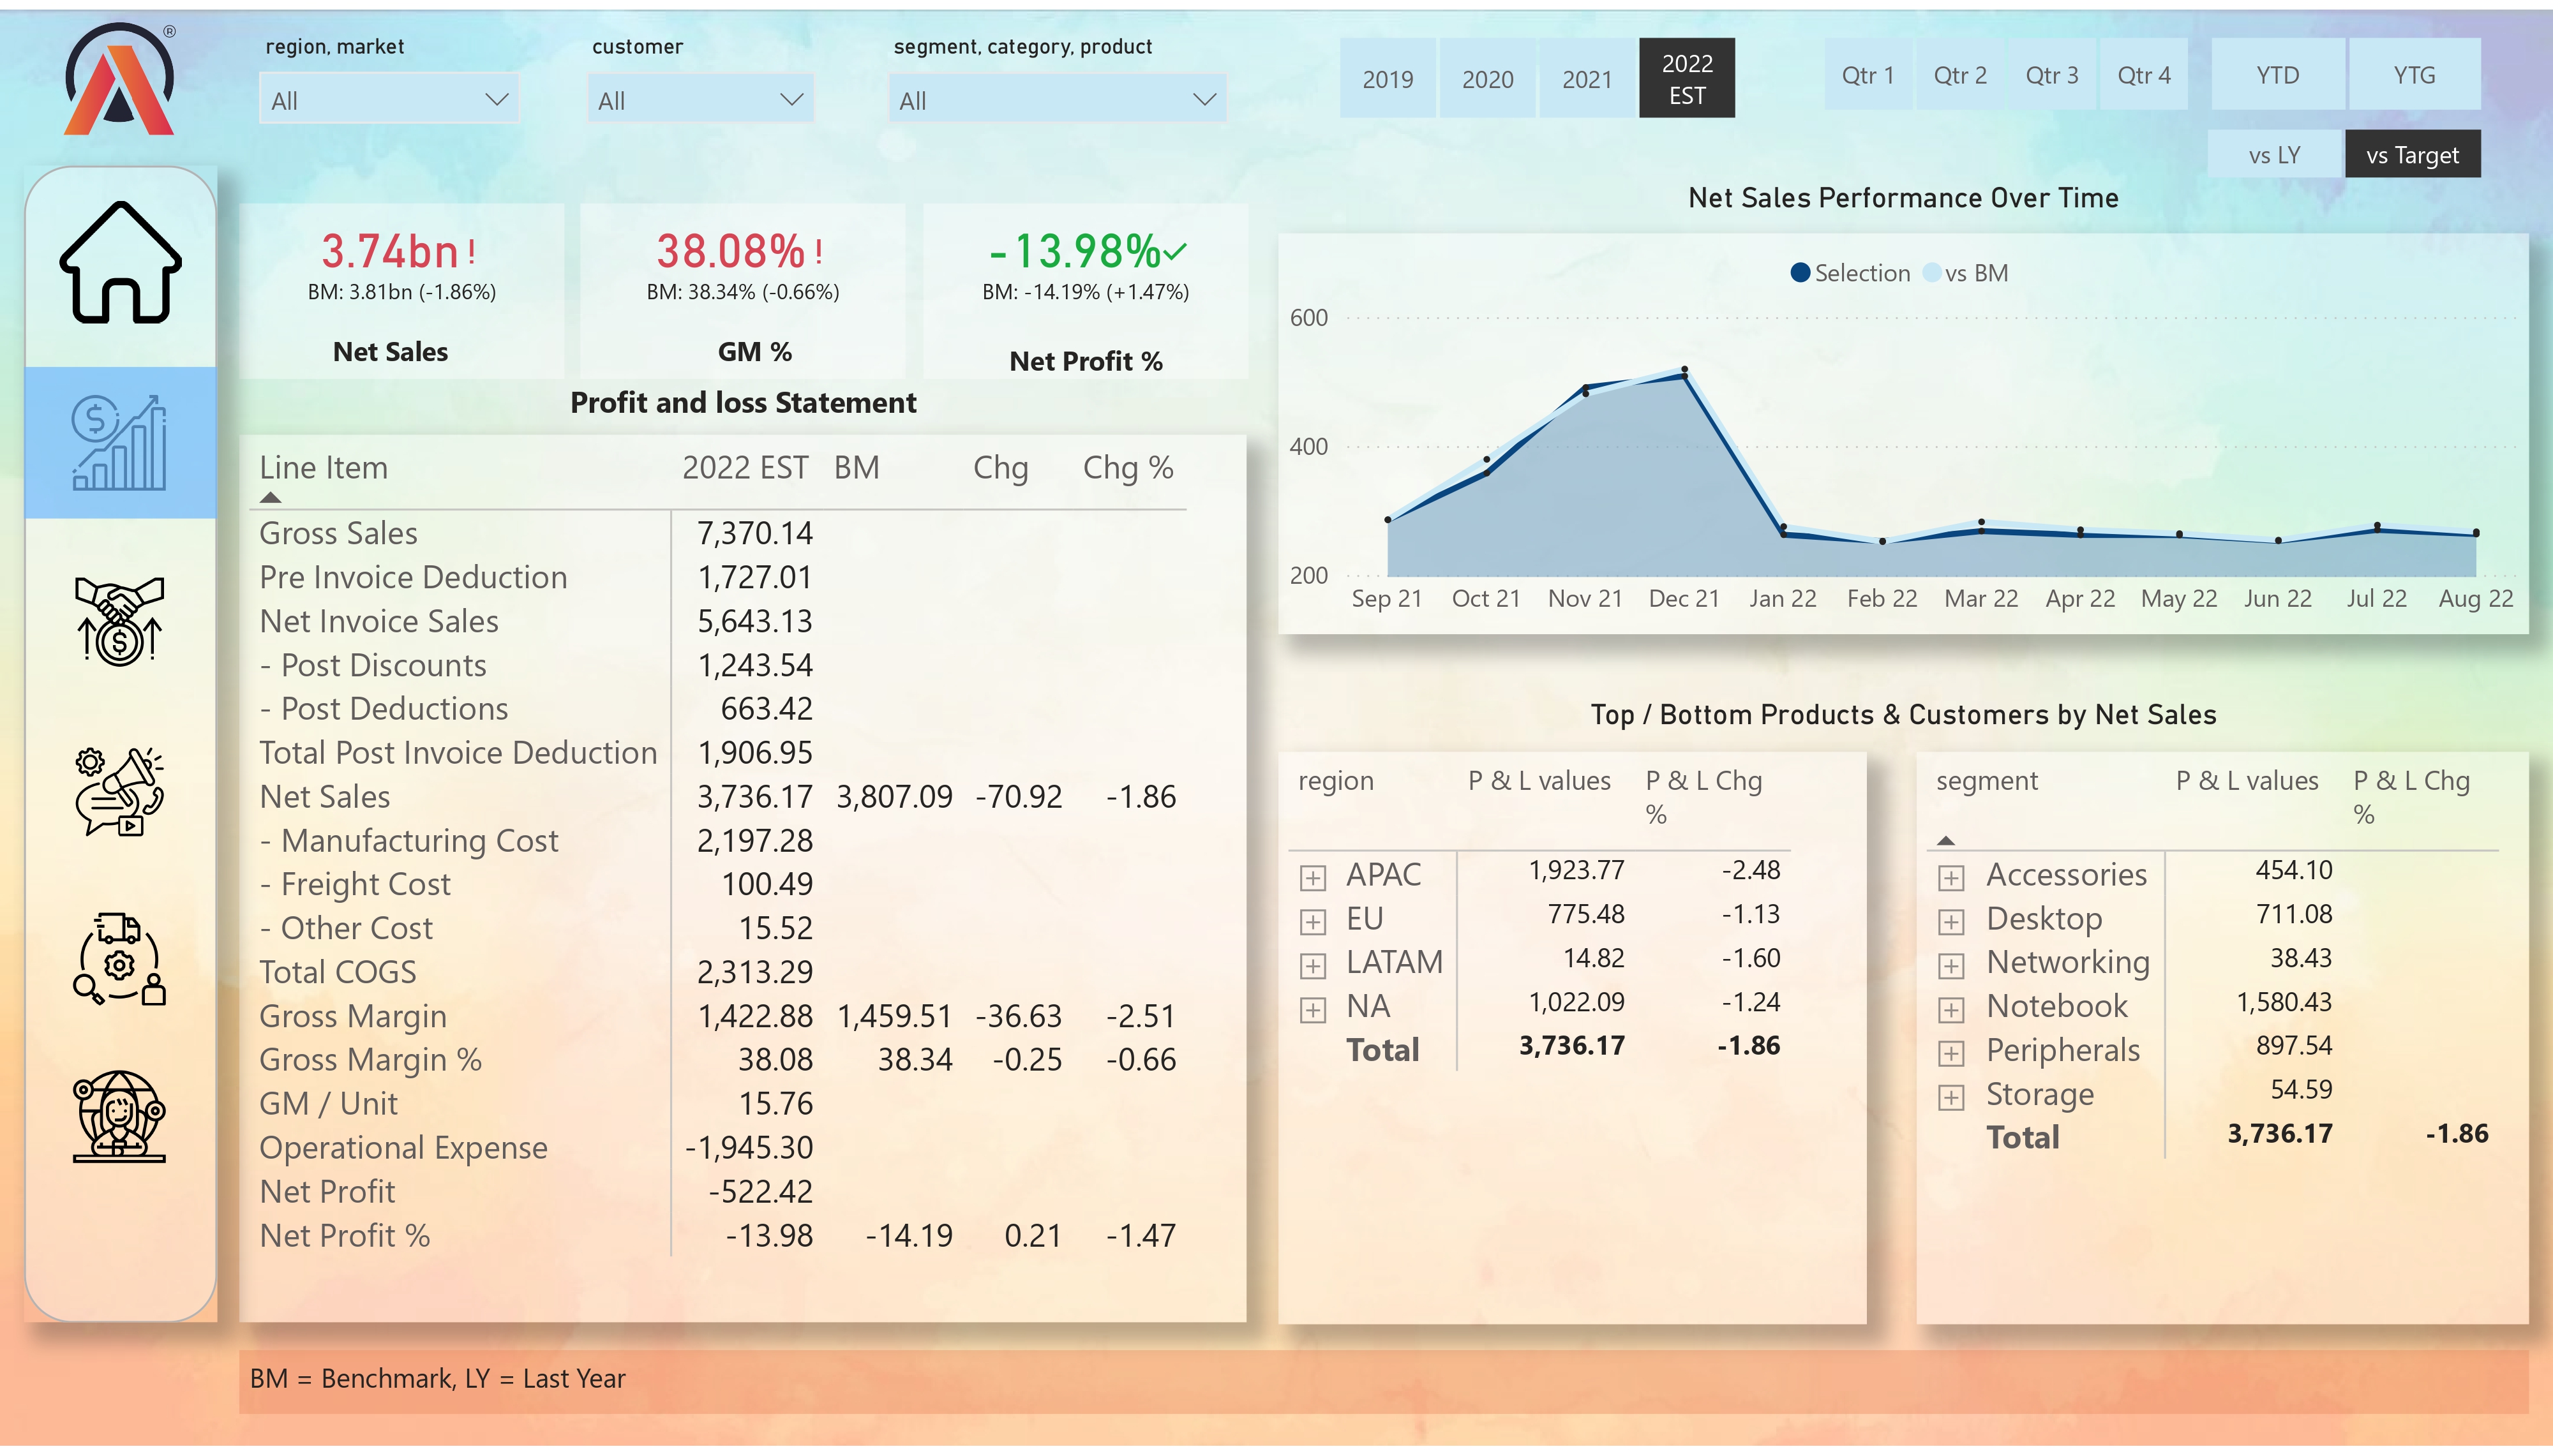 ®
region, market
customer
segment, category, product
All
All
All
2019
2020
2021
2022
EST
Qtr 1
Qtr 2
Qtr 3
Qtr 4
YTD
YTG
vs LY
vs Target
3.74bn !
BM: 3.81bn (-1.86%)
Net Sales
38.08% !
BM: 38.34% (-0.66%)
GM %
-13.98%✓
BM: -14.19% (+1.47%)
Net Profit %
Profit and loss Statement
Line Item 2022 EST BM Chg Chg %
Gross Sales 7,370.14
Pre Invoice Deduction 1,727.01
Net Invoice Sales 5,643.13
- Post Discounts 1,243.54
- Post Deductions 663.42
Total Post Invoice Deduction 1,906.95
Net Sales 3,736.17 3,807.09 -70.92 -1.86
- Manufacturing Cost 2,197.28
- Freight Cost 100.49
- Other Cost 15.52
Total COGS 2,313.29
Gross Margin 1,422.88 1,459.51 -36.63 -2.51
Gross Margin % 38.08 38.34 -0.25 -0.66
GM / Unit 15.76
Operational Expense -1,945.30
Net Profit -522.42
Net Profit % -13.98 -14.19 0.21 -1.47
Net Sales Performance Over Time
Selection vs BM
600
400
200
Sep 21 Oct 21 Nov 21 Dec 21 Jan 22 Feb 22 Mar 22 Apr 22 May 22 Jun 22 Jul 22 Aug 22
Top / Bottom Products & Customers by Net Sales
region P & L values P & L Chg
%
APAC 1,923.77 -2.48
EU 775.48 -1.13
LATAM 14.82 -1.60
NA 1,022.09 -1.24
Total 3,736.17 -1.86
segment P & L values P & L Chg
%
Accessories 454.10
Desktop 711.08
Networking 38.43
Notebook 1,580.43
Peripherals 897.54
Storage 54.59
Total 3,736.17 -1.86
BM = Benchmark, LY = Last Year